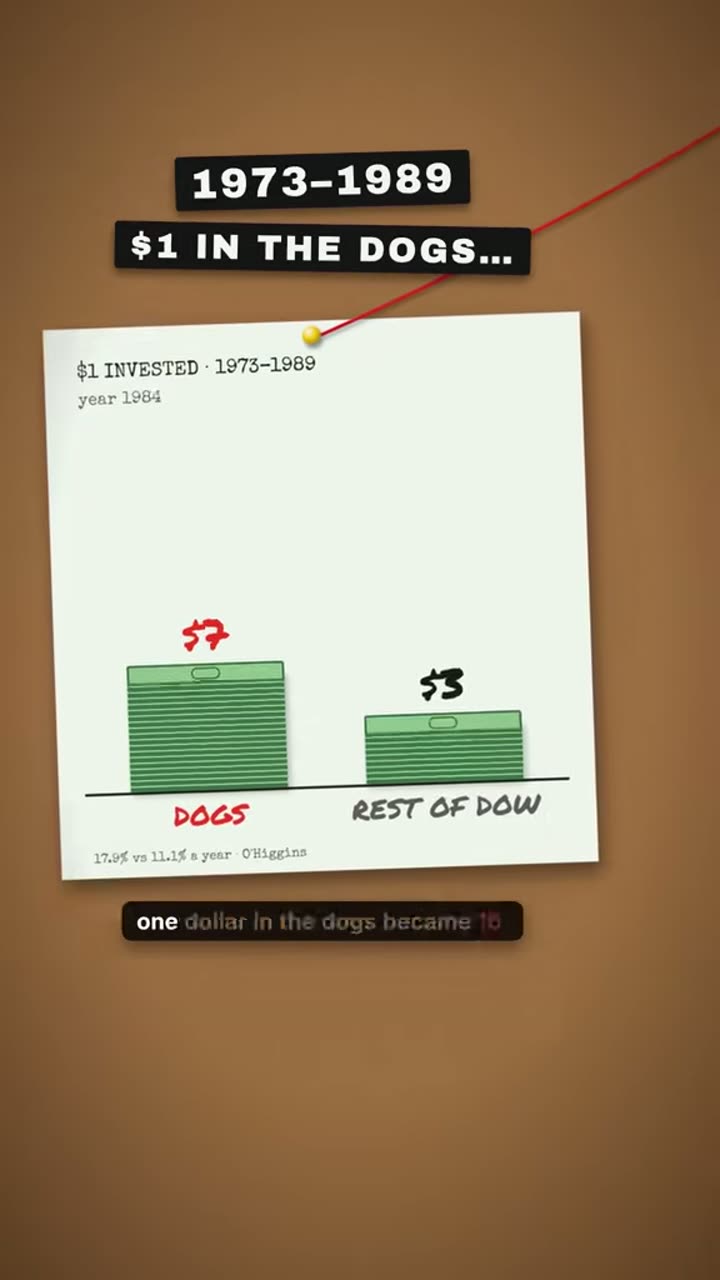 1973–1989
$1 IN THE DOGS...
$1 INVESTED · 1973–1989
year 1984
$7
$3
DOGS
REST OF DOW
17.9% vs 11.1% a year · O'Higgins
one dollar in the dogs became 16